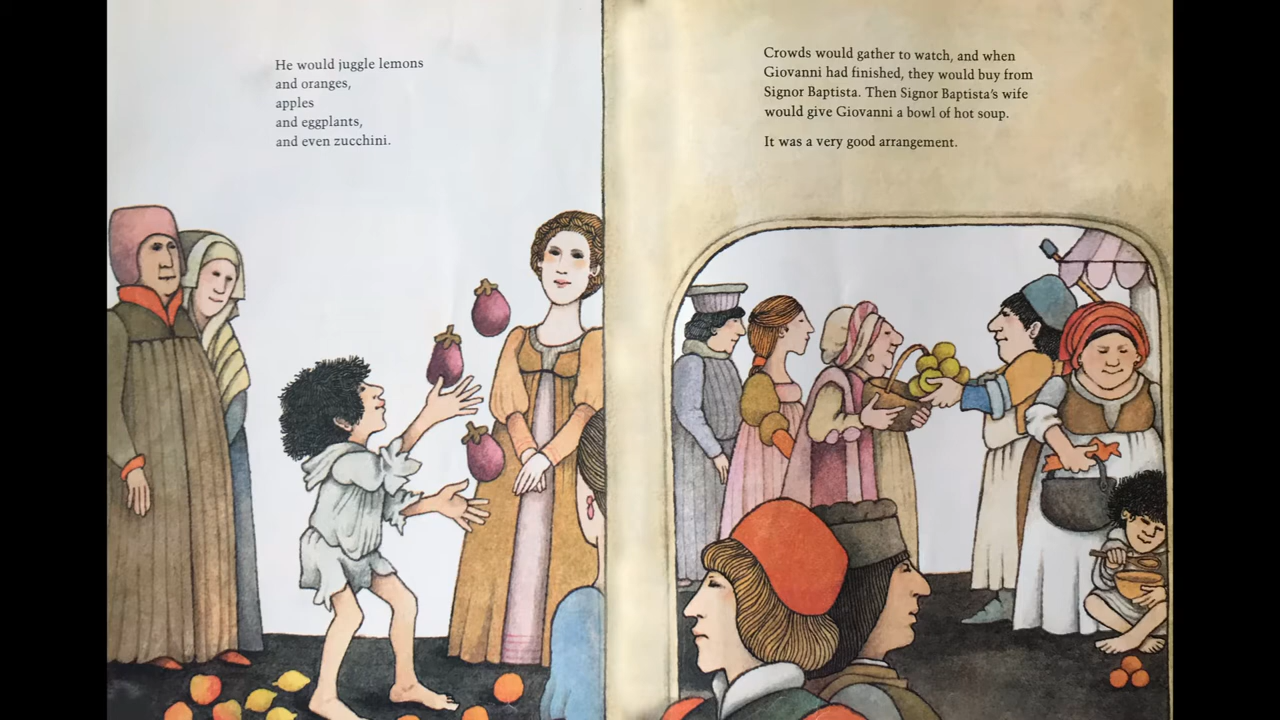 He would juggle lemons
and oranges,
apples
and eggplants,
and even zucchini.
Crowds would gather to watch, and when
Giovanni had finished, they would buy from
Signor Baptista. Then Signor Baptista's wife
would give Giovanni a bowl of hot soup.
It was a very good arrangement.